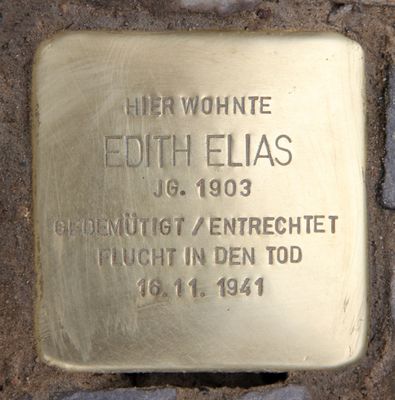 HIER WOHNTE
EDITH ELIAS
JG. 1903
GEDEMÜTIGT / ENTRECHTET
FLUCHT IN DEN TOD
16. 11. 1941